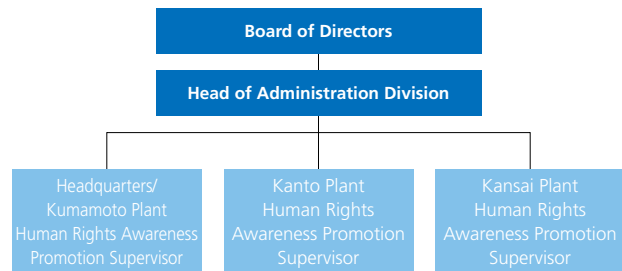 Board of Directors
Head of Administration Division
Headquarters/
Kumamoto Plant
Human Rights Awareness
Promotion Supervisor
Kanto Plant
Human Rights
Awareness Promotion
Supervisor
Kansai Plant
Human Rights
Awareness Promotion
Supervisor